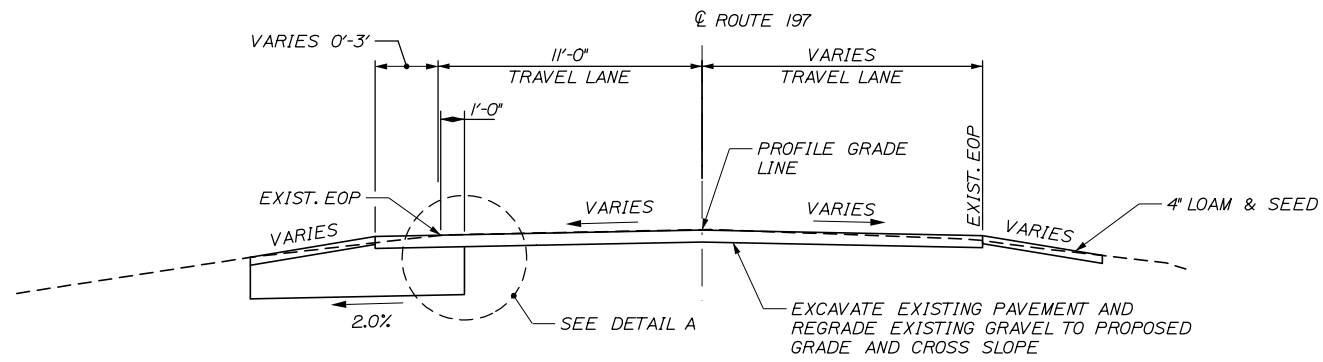 ℄ ROUTE 197
VARIES 0'-3'
11'-0"
TRAVEL LANE
VARIES
TRAVEL LANE
1'-0"
PROFILE GRADE
LINE
EXIST. EOP
EXIST. EOP
VARIES
VARIES
VARIES
VARIES
4" LOAM & SEED
2.0%
SEE DETAIL A
EXCAVATE EXISTING PAVEMENT AND
REGRADE EXISTING GRAVEL TO PROPOSED
GRADE AND CROSS SLOPE